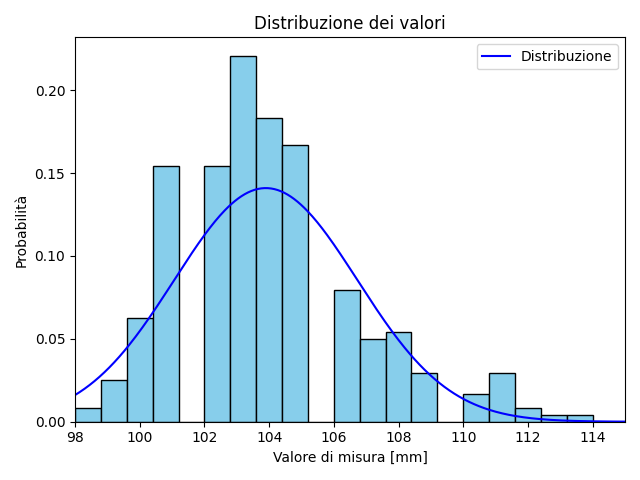 Distribuzione dei valori
Distribuzione
0.20
0.15
0.10
0.05
0.00
Probabilità
98 100 102 104 106 108 110 112 114
Valore di misura [mm]